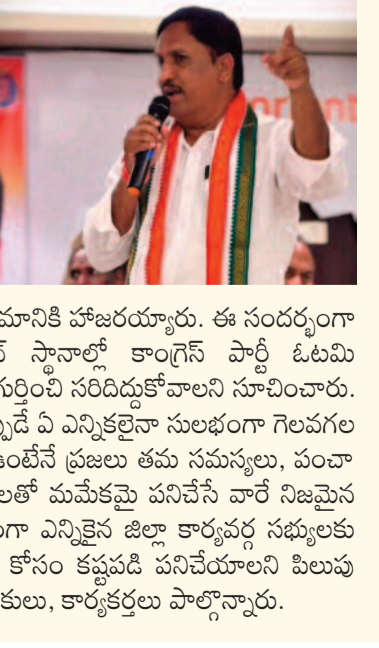 మానికి హాజరయ్యారు. ఈ సందర్భంగా
స్థానాల్లో కాంగ్రెస్ పార్టీ ఓటమి
గుర్తించి సరిదిద్దుకోవాలని సూచించారు.
ప్పుడే ఏ ఎన్నికలైనా సులభంగా గెలవగల
ఉంటేనే ప్రజలు తమ సమస్యలు, పంచా
లతో మమేకమై పనిచేసే వారే నిజమైన
ంగా ఎన్నికైన జిల్లా కార్యవర్గ సభ్యులకు
కోసం కష్టపడి పనిచేయాలని పిలుపు
కులు, కార్యకర్తలు పాల్గొన్నారు.